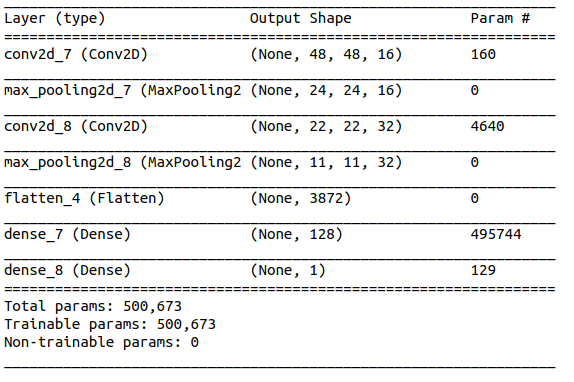 _________________________________________________________________
Layer (type)                 Output Shape              Param #
=================================================================
conv2d_7 (Conv2D)            (None, 48, 48, 16)        160
_________________________________________________________________
max_pooling2d_7 (MaxPooling2 (None, 24, 24, 16)        0
_________________________________________________________________
conv2d_8 (Conv2D)            (None, 22, 22, 32)        4640
_________________________________________________________________
max_pooling2d_8 (MaxPooling2 (None, 11, 11, 32)        0
_________________________________________________________________
flatten_4 (Flatten)          (None, 3872)              0
_________________________________________________________________
dense_7 (Dense)              (None, 128)               495744
_________________________________________________________________
dense_8 (Dense)              (None, 1)                 129
=================================================================
Total params: 500,673
Trainable params: 500,673
Non-trainable params: 0
_________________________________________________________________